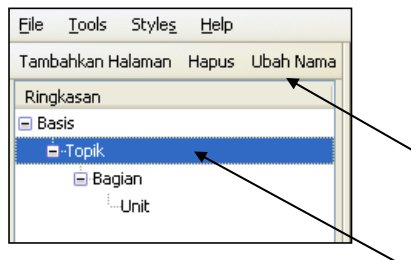 File Tools Styles Help
Tambahkan Halaman Hapus Ubah Nama
Ringkasan
Basis
Topik
Bagian
Unit